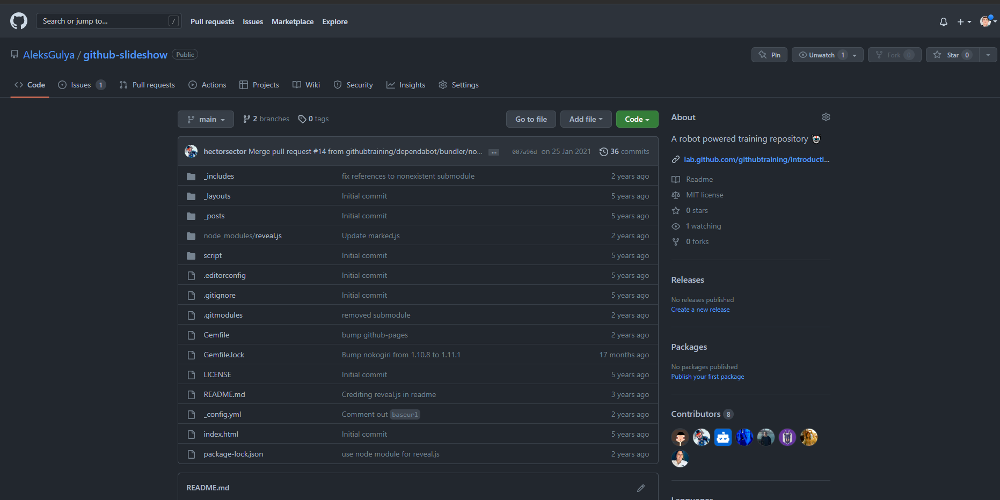 Search or jump to... /
Pull requests Issues Marketplace Explore
AleksGulya / github-slideshow Public
Pin Unwatch 1 Fork 0 Star 0
Code Issues 1 Pull requests Actions Projects Wiki Security Insights Settings
main 2 branches 0 tags Go to file Add file Code
hectorsector Merge pull request #14 from githubtraining/dependabot/bundler/no... ... 007a96d on 25 Jan 2021 36 commits
_includes fix references to nonexistent submodule 2 years ago
_layouts Initial commit 5 years ago
_posts Initial commit 5 years ago
node_modules/reveal.js Update marked.js 2 years ago
script Initial commit 5 years ago
.editorconfig Initial commit 5 years ago
.gitignore Initial commit 5 years ago
.gitmodules removed submodule 2 years ago
Gemfile bump github-pages 2 years ago
Gemfile.lock Bump nokogiri from 1.10.8 to 1.11.1 17 months ago
LICENSE Initial commit 5 years ago
README.md Crediting reveal.js in readme 3 years ago
_config.yml Comment out baseurl 2 years ago
index.html Initial commit 5 years ago
package-lock.json use node module for reveal.js 2 years ago
README.md
About
A robot powered training repository
lab.github.com/githubtraining/introducti...
Readme
MIT license
0 stars
1 watching
0 forks
Releases
No releases published
Create a new release
Packages
No packages published
Publish your first package
Contributors 8
Languages